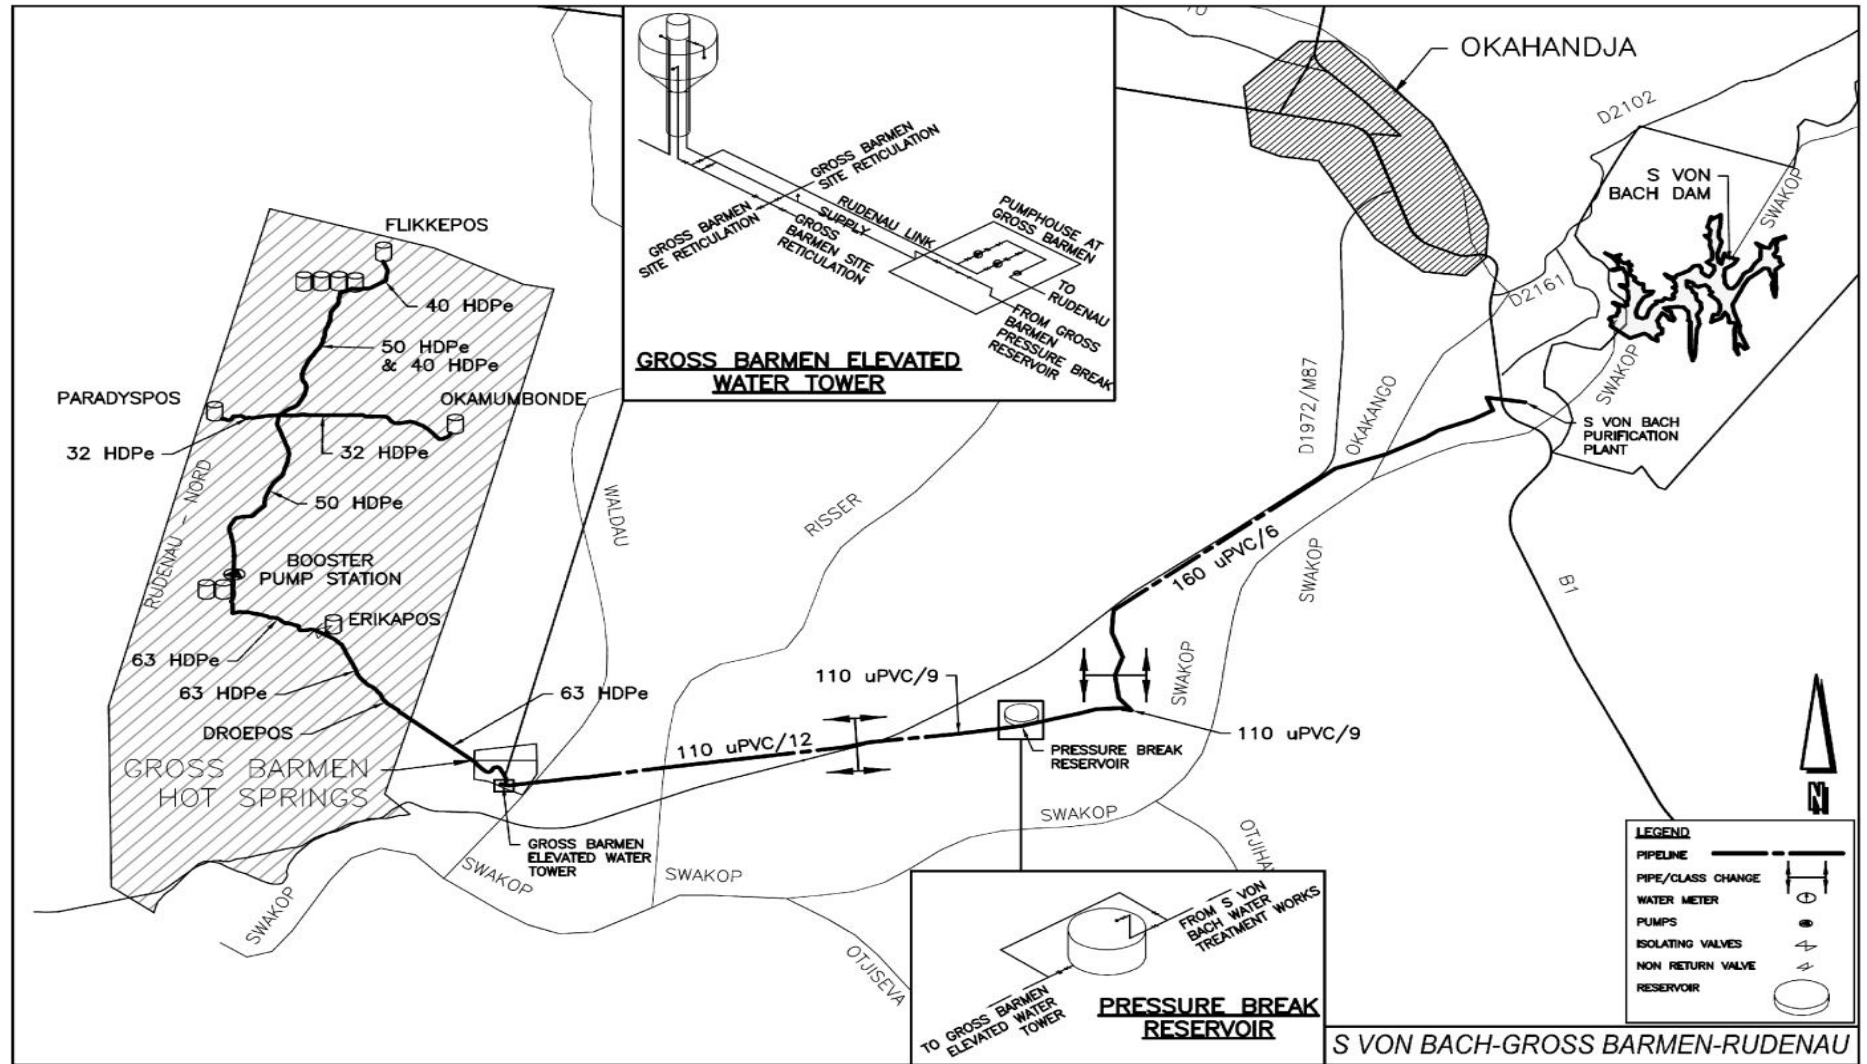 OKAHANDJA
D2102
S VON
BACH DAM
SWAKOP
D2161
SWAKOP
GROSS BARMEN
SITE RETICULATION
GROSS BARMEN
SITE RETICULATION
RUDENAU LINK
SUPPLY
GROSS
BARMEN SITE
RETICULATION
PUMPHOUSE AT
GROSS BARMEN
TO
RUDENAU
FROM GROSS
BARMEN
PRESSURE BREAK
RESERVOIR
GROSS BARMEN ELEVATED
WATER TOWER
FLIKKEPOS
40 HDPe
50 HDPe
& 40 HDPe
PARADYSPOS
OKAMUMBONDE
32 HDPe
32 HDPe
50 HDPe
RUDENAU - NORD
BOOSTER
PUMP STATION
ERIKAPOS
63 HDPe
63 HDPe
63 HDPe
DROEPOS
GROSS BARMEN
HOT SPRINGS
GROSS BARMEN
ELEVATED WATER
TOWER
WALDAU
RISSER
D1972/M87
OKAKANGO
S VON BACH
PURIFICATION
PLANT
160 uPVC/6
SWAKOP
B1
SWAKOP
110 uPVC/9
110 uPVC/12
110 uPVC/9
PRESSURE BREAK
RESERVOIR
SWAKOP
SWAKOP
SWAKOP
SWAKOP
OTJISEVA
FROM S VON
BACH WATER
TREATMENT WORKS
TO GROSS BARMEN
ELEVATED WATER
TOWER
PRESSURE BREAK
RESERVOIR
N
LEGEND
PIPELINE
PIPE/CLASS CHANGE
WATER METER
PUMPS
ISOLATING VALVES
NON RETURN VALVE
RESERVOIR
S VON BACH-GROSS BARMEN-RUDENAU